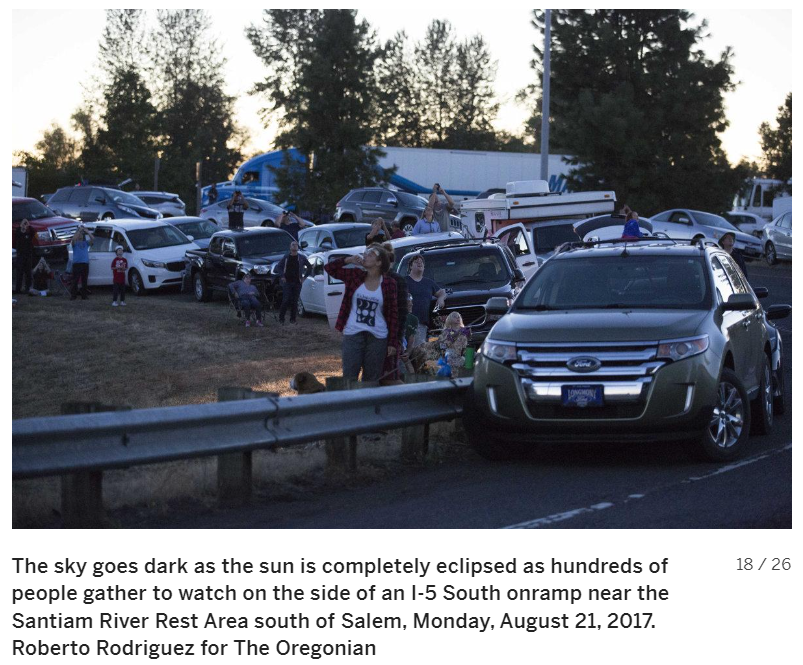 Ford
LONGMONT
The sky goes dark as the sun is completely eclipsed as hundreds of
18 / 26
people gather to watch on the side of an I-5 South onramp near the
Santiam River Rest Area south of Salem, Monday, August 21, 2017.
Roberto Rodriguez for The Oregonian